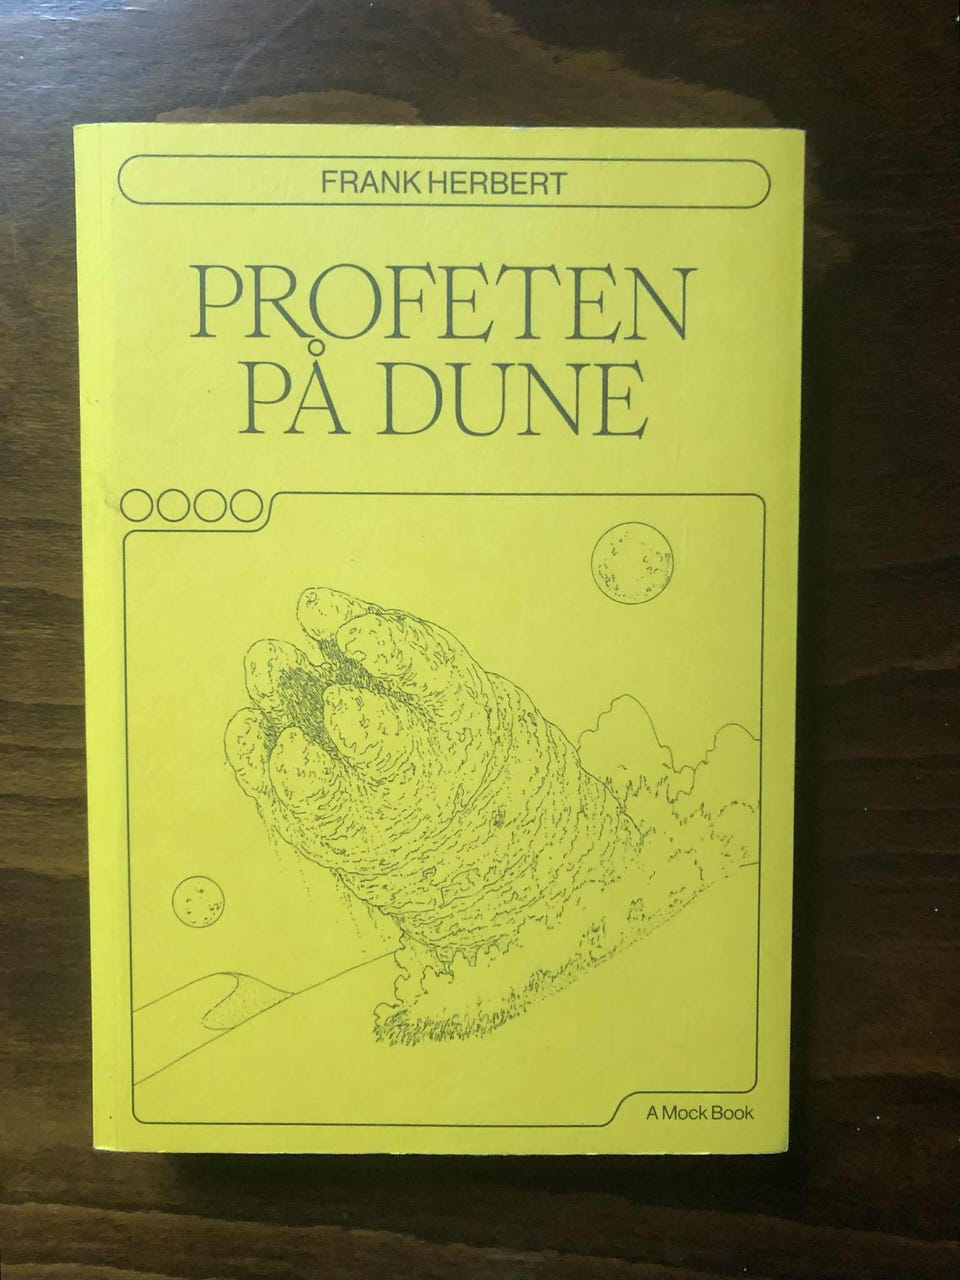 FRANK HERBERT
PROFETEN
PÅ DUNE
A Mock Book